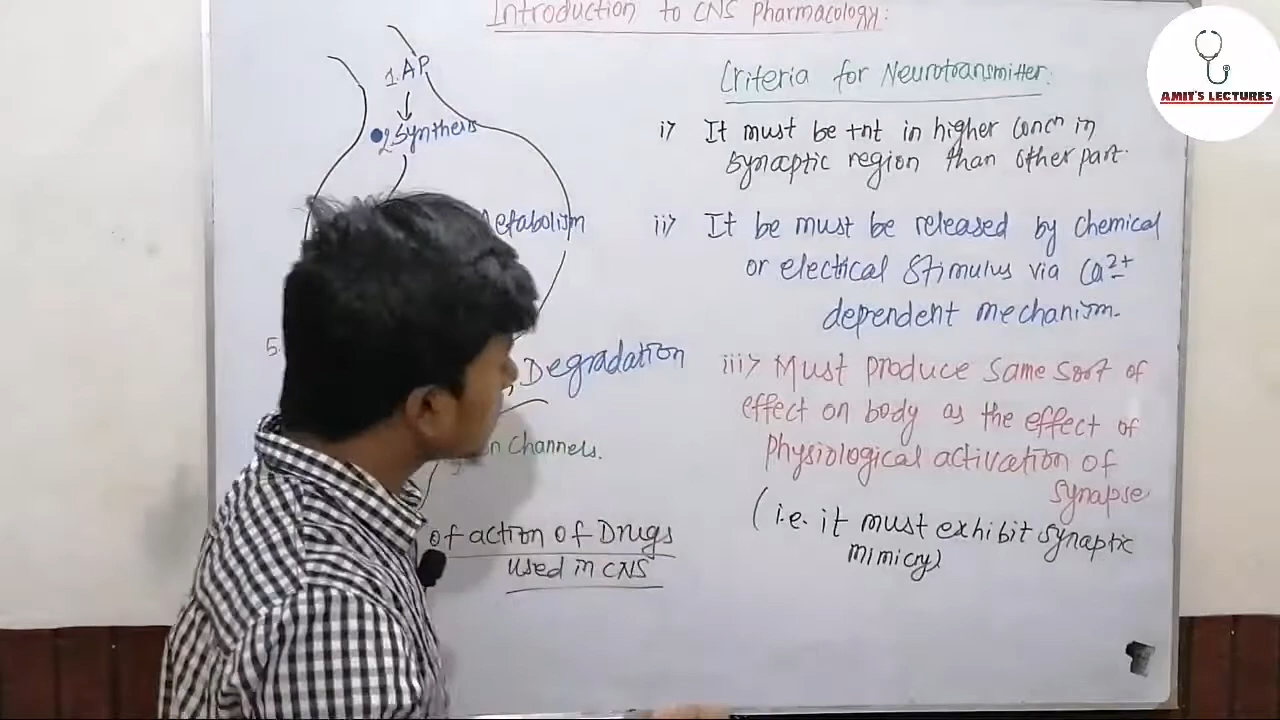 Introduction to CNS Pharmacology:
1. AP
2. Synthesis
etabolism
5.
Degradation
n Channels.
of action of Drugs
used in CNS
Criteria for Neurotransmitter:
i> It must be +nt in higher concn in
synaptic region than other part.
ii> It be must be released by chemical
or electical stimulus via Ca2+
dependent mechanism.
iii> Must produce same sort of
effect on body as the effect of
Physiological activation of
synapse
(i.e. it must exhibit synaptic
mimicry)
AMIT'S LECTURES